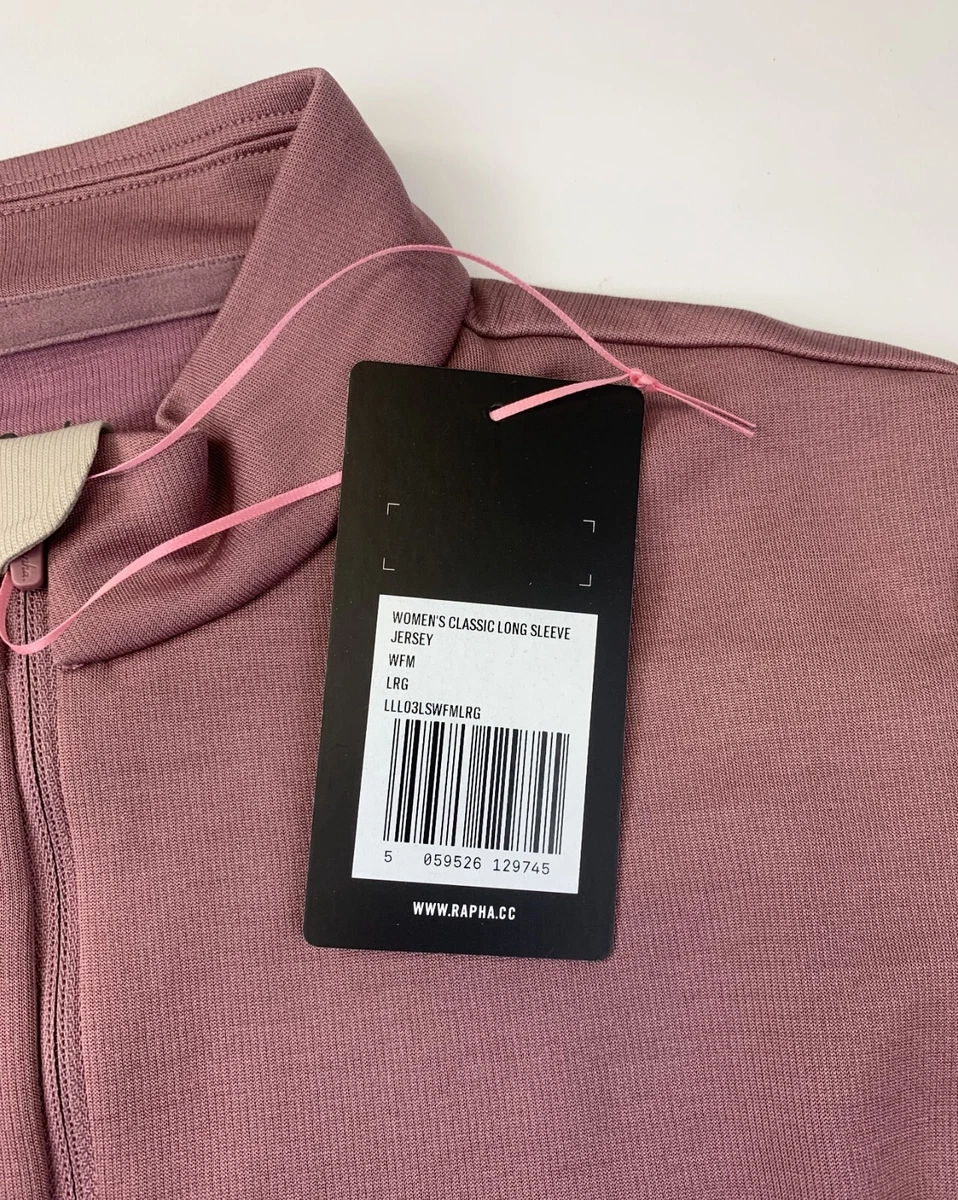 WOMEN'S CLASSIC LONG SLEEVE
JERSEY
WFM
LRG
LLL03LSWFMLRG
5 059526 129745
WWW.RAPHA.CC